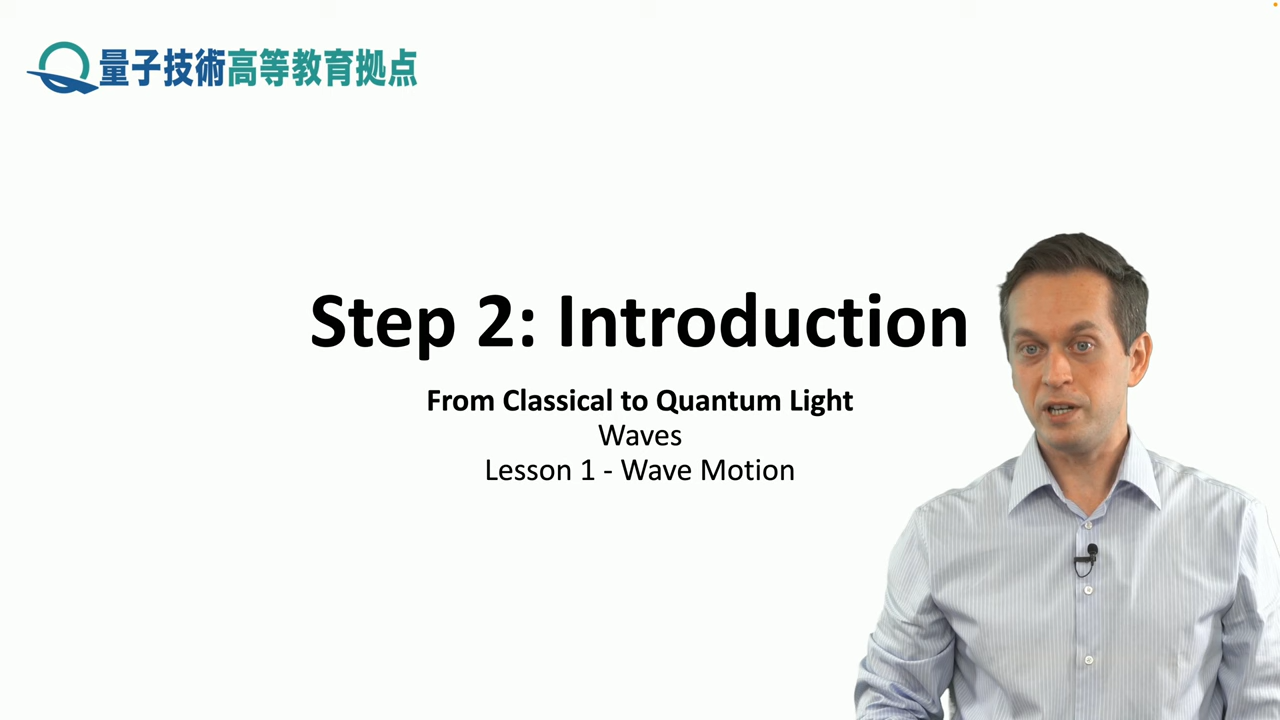 量子技術高等教育拠点
Step 2: Introduction
From Classical to Quantum Light
Waves
Lesson 1 - Wave Motion